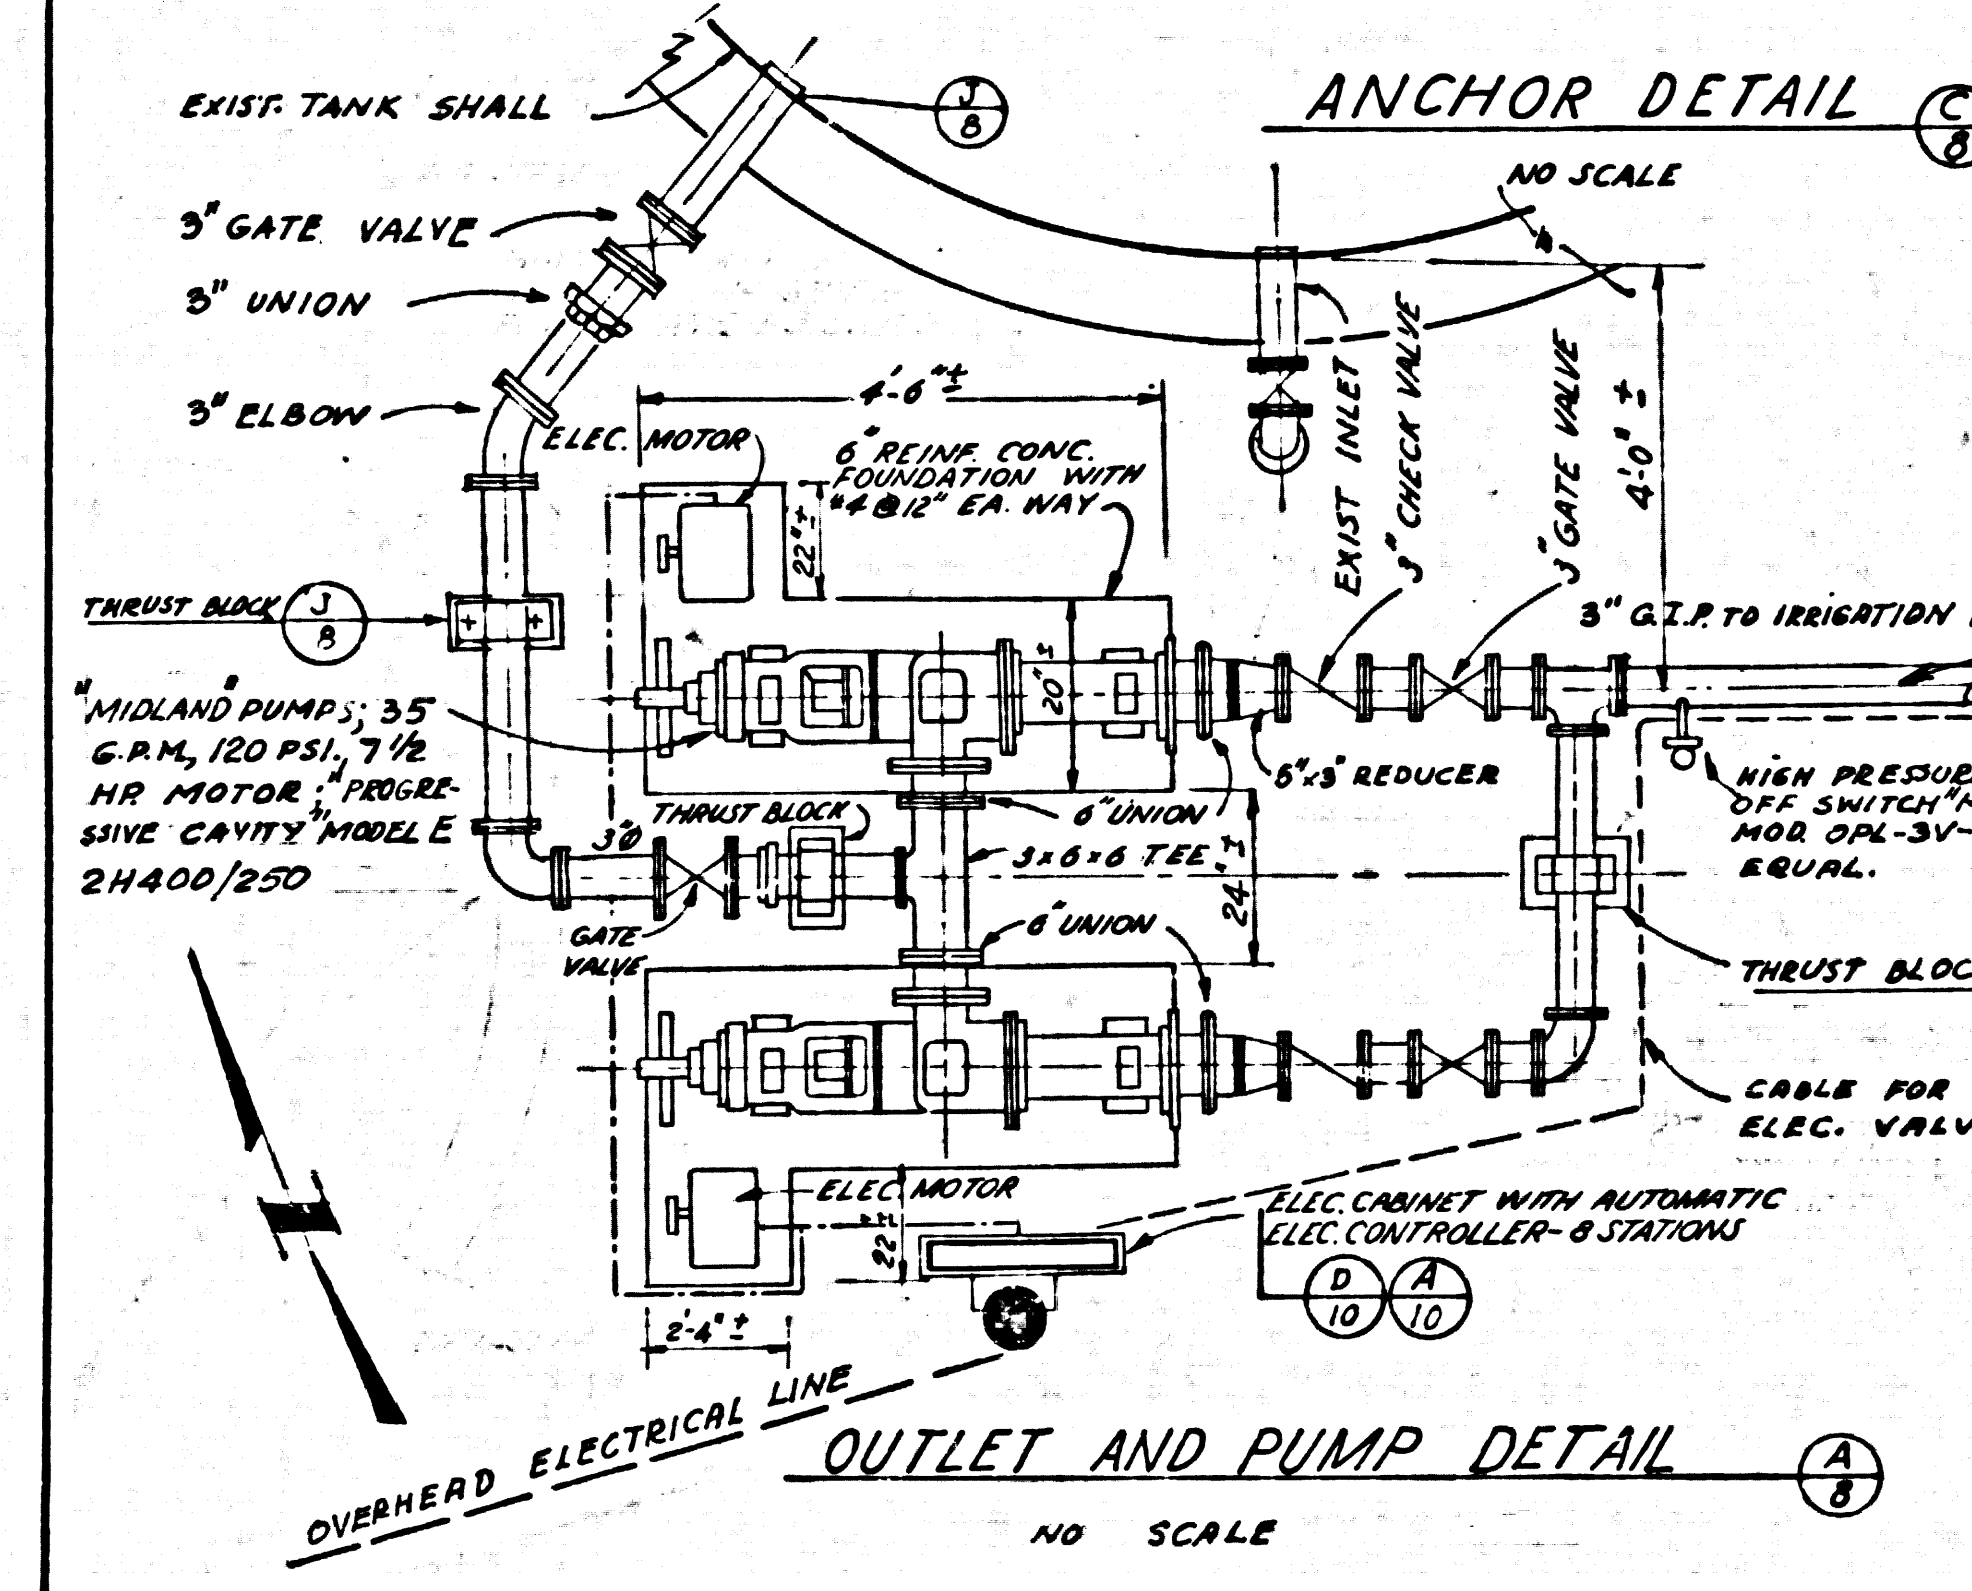 EXIST. TANK SHALL
J
8
ANCHOR DETAIL
C
8
NO SCALE
3" GATE VALVE
3" UNION
3" ELBOW
4'-6" ±
ELEC. MOTOR
6" REINF. CONC.
FOUNDATION WITH
#4 @ 12" EA. WAY
22" ±
EXIST INLET
3" CHECK VALVE
3" GATE VALVE
4'-0" ±
THRUST BLOCK
J
8
3" G.I.P. TO IRRIGATION
20" ±
"MIDLAND" PUMPS; 35
G.P.M, 120 PSI., 7 1/2
HP. MOTOR; "PROGRE-
SSIVE CAVITY" MODEL E
2H400/250
THRUST BLOCK
3"Ø
6" UNION
REDUCER
HIGH PRESSURE
OFF SWITCH
MOD. OPL-3V-
EQUAL.
3x6x6 TEE
24" ±
GATE
VALVE
6" UNION
THRUST BLOC
CABLE FOR
ELEC. VALV
ELEC. MOTOR
22" ±
ELEC. CABINET WITH AUTOMATIC
ELEC. CONTROLLER-8 STATIONS
D
10
A
10
2'-4" ±
OVERHEAD ELECTRICAL LINE
OUTLET AND PUMP DETAIL
A
8
NO SCALE